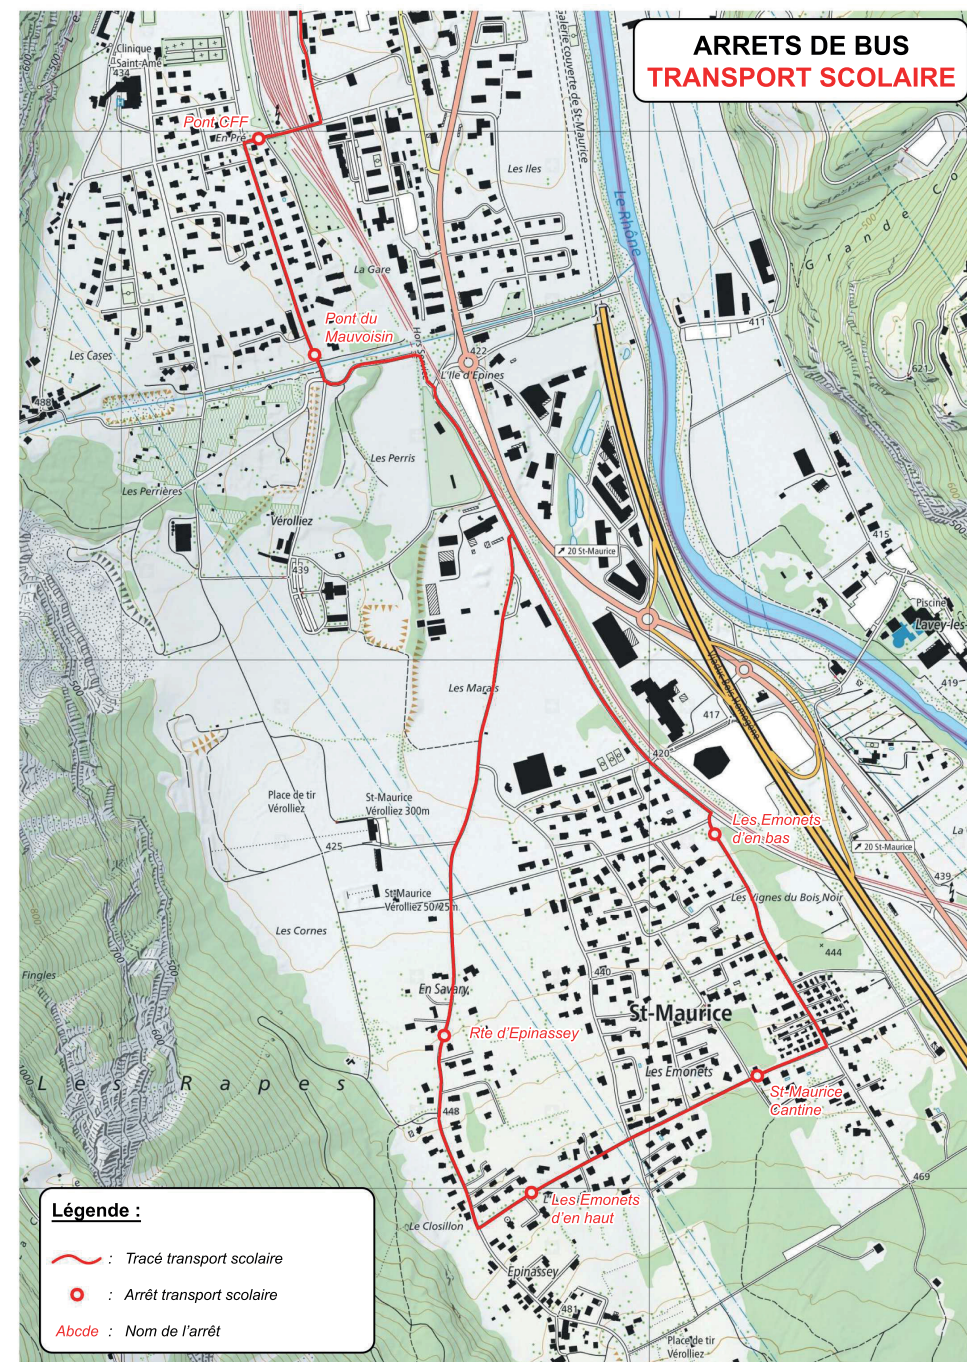 ARRETS DE BUS
TRANSPORT SCOLAIRE
Clinique
Saint-Amé
434
Galerie couverte de St-Maurice
Pont CFF
En Pré
Les Iles
Le Rhône
Grande Co
500
La Gare
Pont du
Mauvoisin
411
Les Cases
422
L'Ile d'Epines
621
488
Les Perris
Les Perrières
Vérolliez
415
20 St-Maurice
439
Piscine
Lavey-les-
419
Les Marais
417
420
Place de tir
Vérolliez
St-Maurice
Vérolliez 300m
Les Emonets
d'en bas
La
425
20 St-Maurice
439
St-Maurice
Vérolliez 50/25m
Les Vignes du Bois Noir
Les Cornes
444
Fingles
440
En Savary
St-Maurice
Rte d'Epinassey
Les Rapes
Les Emonets
St-Maurice
Cantine
448
469
Les Emonets
d'en haut
Le Closillon
Epinassey
481
Place de tir
Vérolliez
Légende :
: Tracé transport scolaire
: Arrêt transport scolaire
Abcde : Nom de l'arrêt